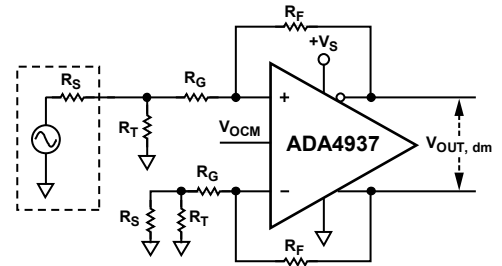 R_F
+V_S
R_S
R_G
+
R_T
V_OCM
ADA4937
V_OUT, dm
R_G
−
R_S
R_T
R_F